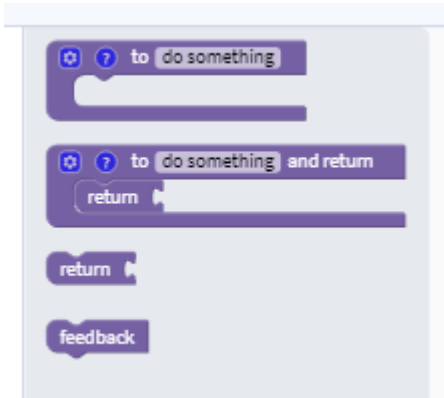 ? to do something
? to do something and return
return
return
feedback